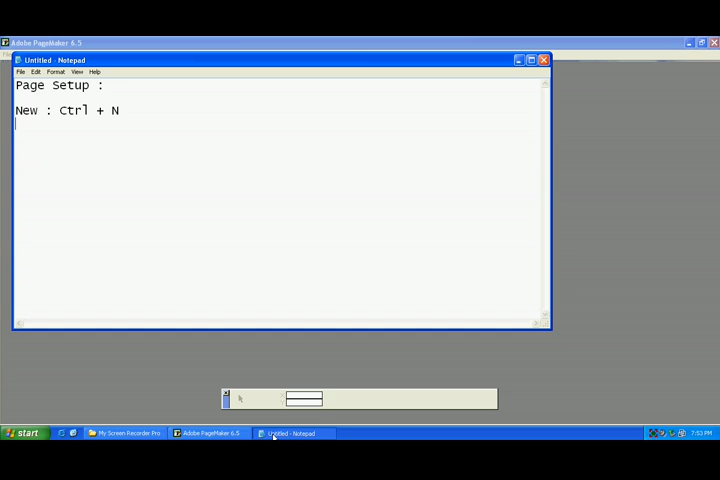 Adobe PageMaker 6.5
Untitled - Notepad
File Edit Format View Help
Page Setup :
New : Ctrl + N
start My Screen Recorder Pro Adobe PageMaker 6.5 Untitled - Notepad 7:53 PM